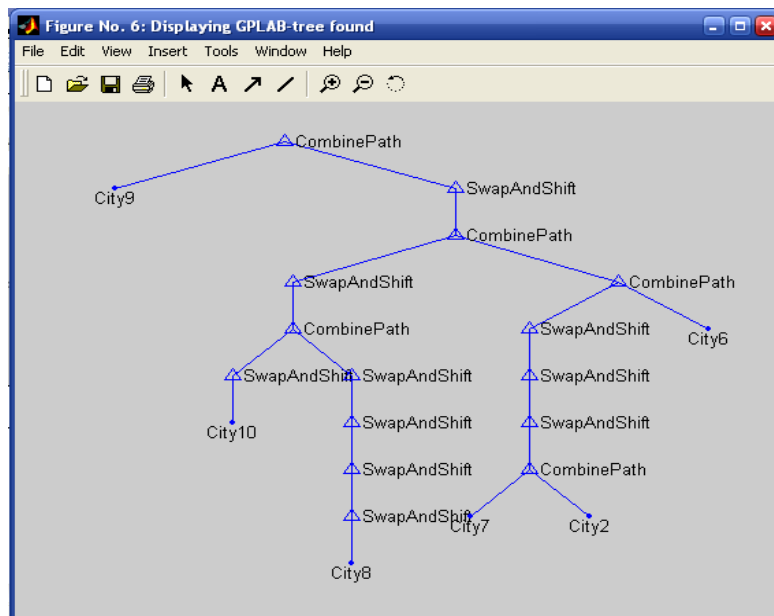 Figure No. 6: Displaying GPLAB-tree found
File Edit View Insert Tools Window Help
A
CombinePath
City9
SwapAndShift
CombinePath
SwapAndShift
CombinePath
CombinePath
SwapAndShift
City6
SwapAndShift
SwapAndShift
SwapAndShift
City10
SwapAndShift
SwapAndShift
SwapAndShift
CombinePath
SwapAndShift
City7
City2
City8